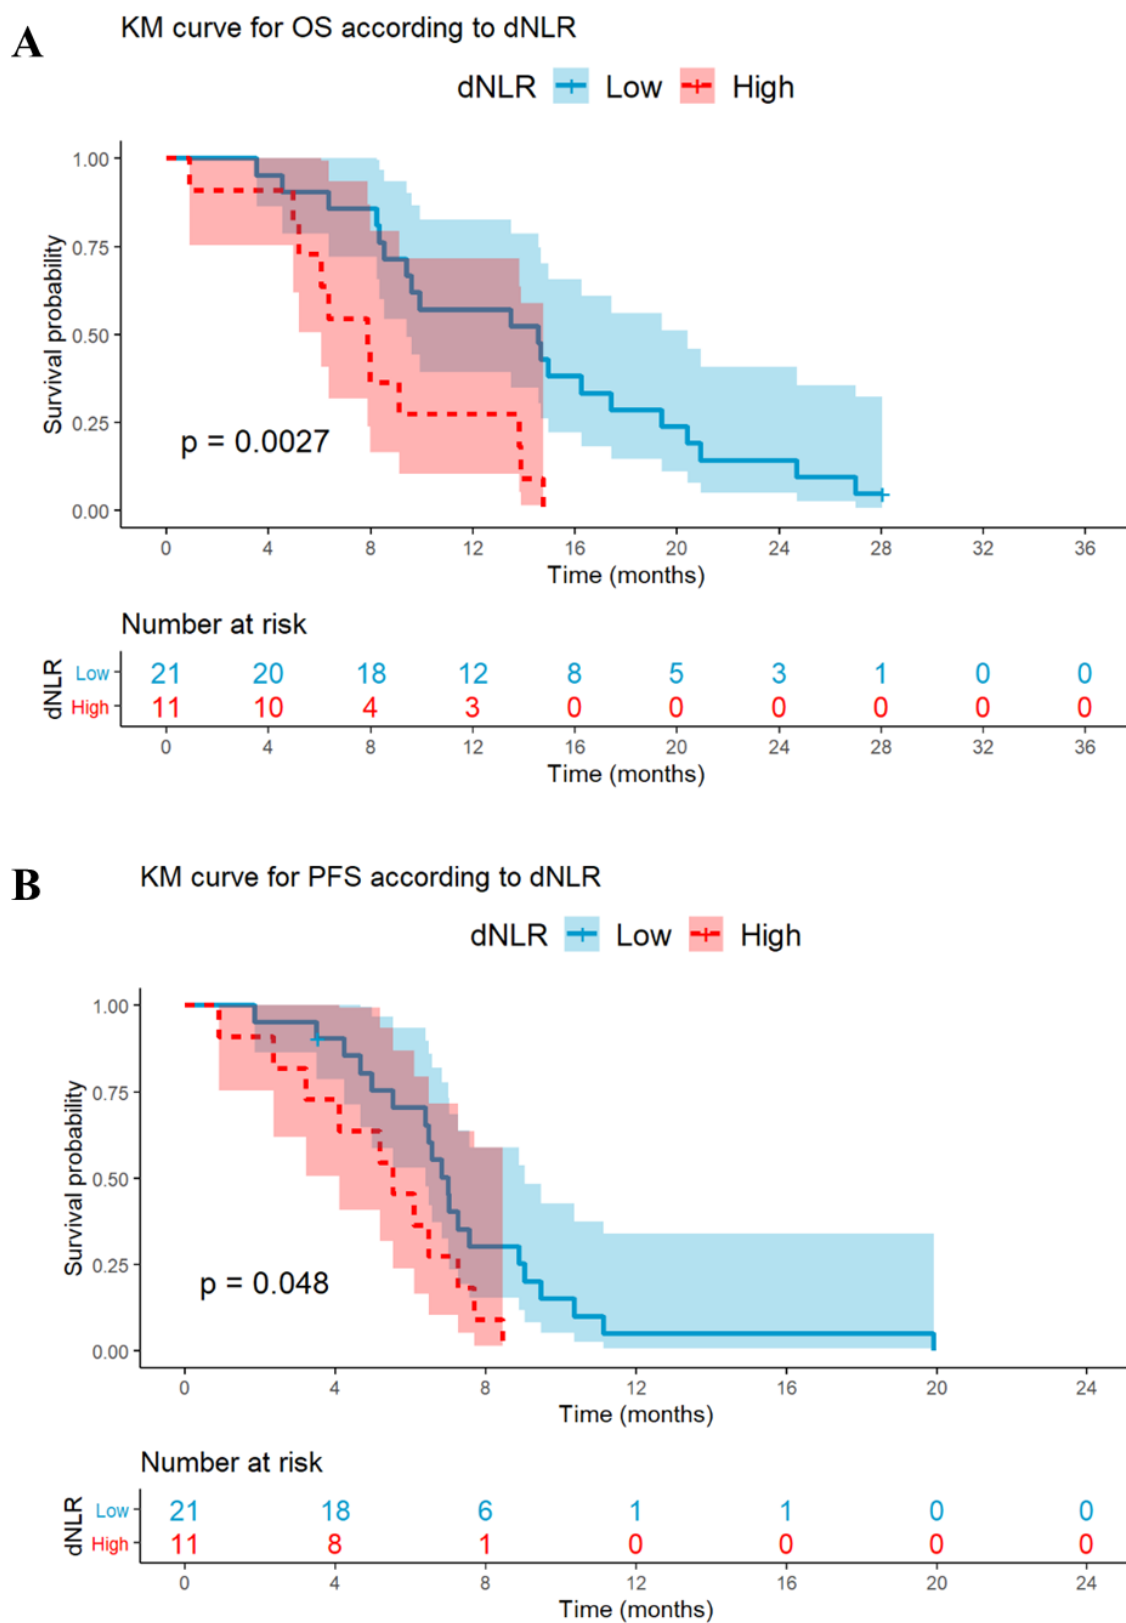 A
KM curve for OS according to dNLR
dNLR Low High
1.00
0.75
0.50
0.25
0.00
Survival probability
p = 0.0027
0 4 8 12 16 20 24 28 32 36
Time (months)
Number at risk
dNLR
Low 21 20 18 12 8 5 3 1 0 0
High 11 10 4 3 0 0 0 0 0 0
0 4 8 12 16 20 24 28 32 36
Time (months)
B
KM curve for PFS according to dNLR
dNLR Low High
1.00
0.75
0.50
0.25
0.00
Survival probability
p = 0.048
0 4 8 12 16 20 24
Time (months)
Number at risk
dNLR
Low 21 18 6 1 1 0 0
High 11 8 1 0 0 0 0
0 4 8 12 16 20 24
Time (months)